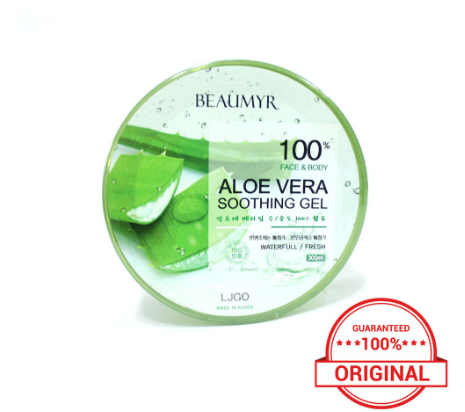 BEAUMYR
100%
FACE & BODY
ALOE VERA
SOOTHING GEL
WATERFULL / FRESH
300ml
LJGO
MADE IN KOREA
GUARANTEED
100%
ORIGINAL